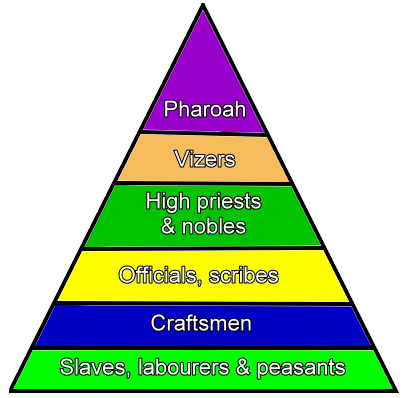 Pharoah
Vizers
High priests
& nobles
Officials, scribes
Craftsmen
Slaves, labourers & peasants